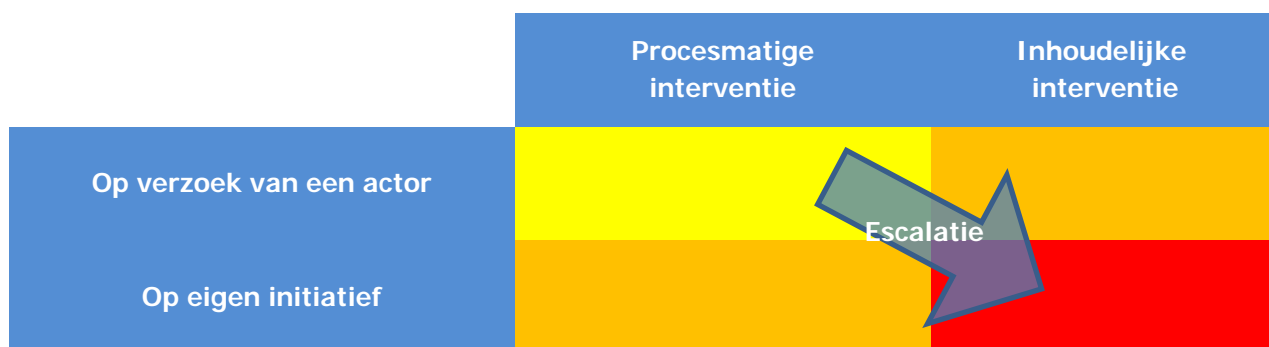 Procesmatige
interventie
Inhoudelijke
interventie
Op verzoek van een actor
Escalatie
Op eigen initiatief